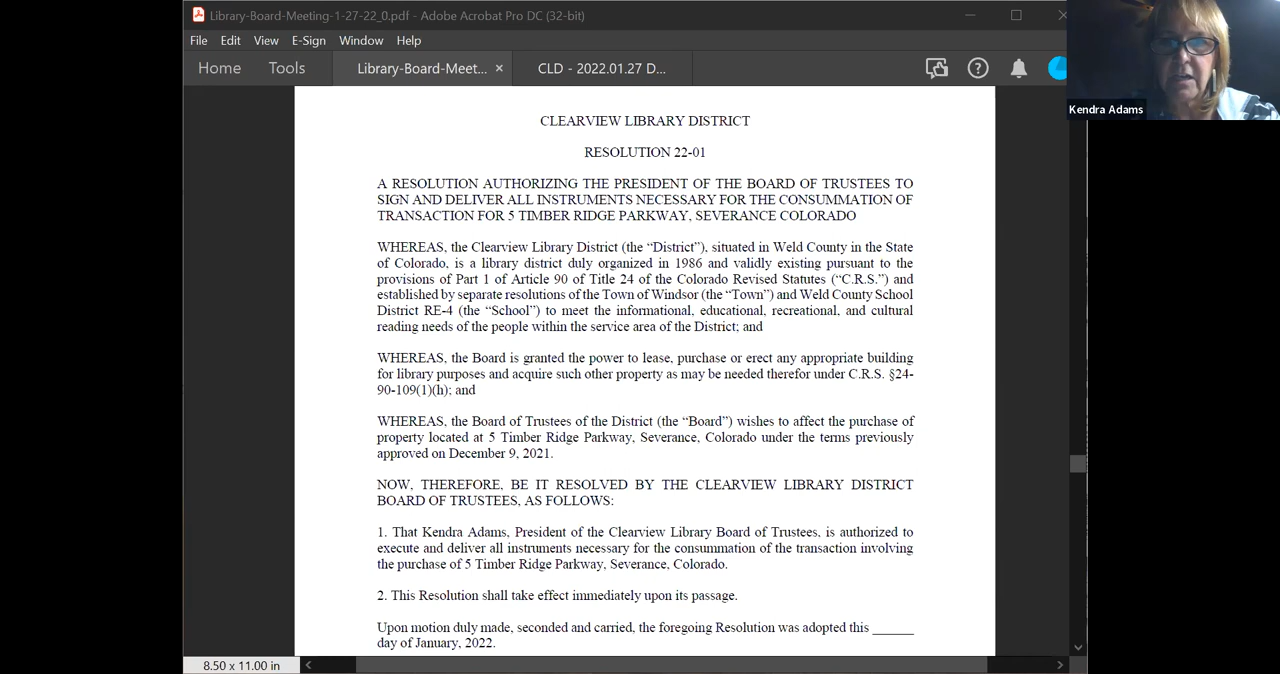 Library-Board-Meeting-1-27-22_0.pdf - Adobe Acrobat Pro DC (32-bit)
File Edit View E-Sign Window Help
Home Tools Library-Board-Meet... × CLD - 2022.01.27 D...
Kendra Adams
CLEARVIEW LIBRARY DISTRICT
RESOLUTION 22-01
A RESOLUTION AUTHORIZING THE PRESIDENT OF THE BOARD OF TRUSTEES TO
SIGN AND DELIVER ALL INSTRUMENTS NECESSARY FOR THE CONSUMMATION OF
TRANSACTION FOR 5 TIMBER RIDGE PARKWAY, SEVERANCE COLORADO
WHEREAS, the Clearview Library District (the “District”), situated in Weld County in the State
of Colorado, is a library district duly organized in 1986 and validly existing pursuant to the
provisions of Part 1 of Article 90 of Title 24 of the Colorado Revised Statutes (“C.R.S.”) and
established by separate resolutions of the Town of Windsor (the “Town”) and Weld County School
District RE-4 (the “School”) to meet the informational, educational, recreational, and cultural
reading needs of the people within the service area of the District; and
WHEREAS, the Board is granted the power to lease, purchase or erect any appropriate building
for library purposes and acquire such other property as may be needed therefor under C.R.S. §24-
90-109(1)(h); and
WHEREAS, the Board of Trustees of the District (the “Board”) wishes to affect the purchase of
property located at 5 Timber Ridge Parkway, Severance, Colorado under the terms previously
approved on December 9, 2021.
NOW, THEREFORE, BE IT RESOLVED BY THE CLEARVIEW LIBRARY DISTRICT
BOARD OF TRUSTEES, AS FOLLOWS:
1. That Kendra Adams, President of the Clearview Library Board of Trustees, is authorized to
execute and deliver all instruments necessary for the consummation of the transaction involving
the purchase of 5 Timber Ridge Parkway, Severance, Colorado.
2. This Resolution shall take effect immediately upon its passage.
Upon motion duly made, seconded and carried, the foregoing Resolution was adopted this ______
day of January, 2022.
8.50 x 11.00 in